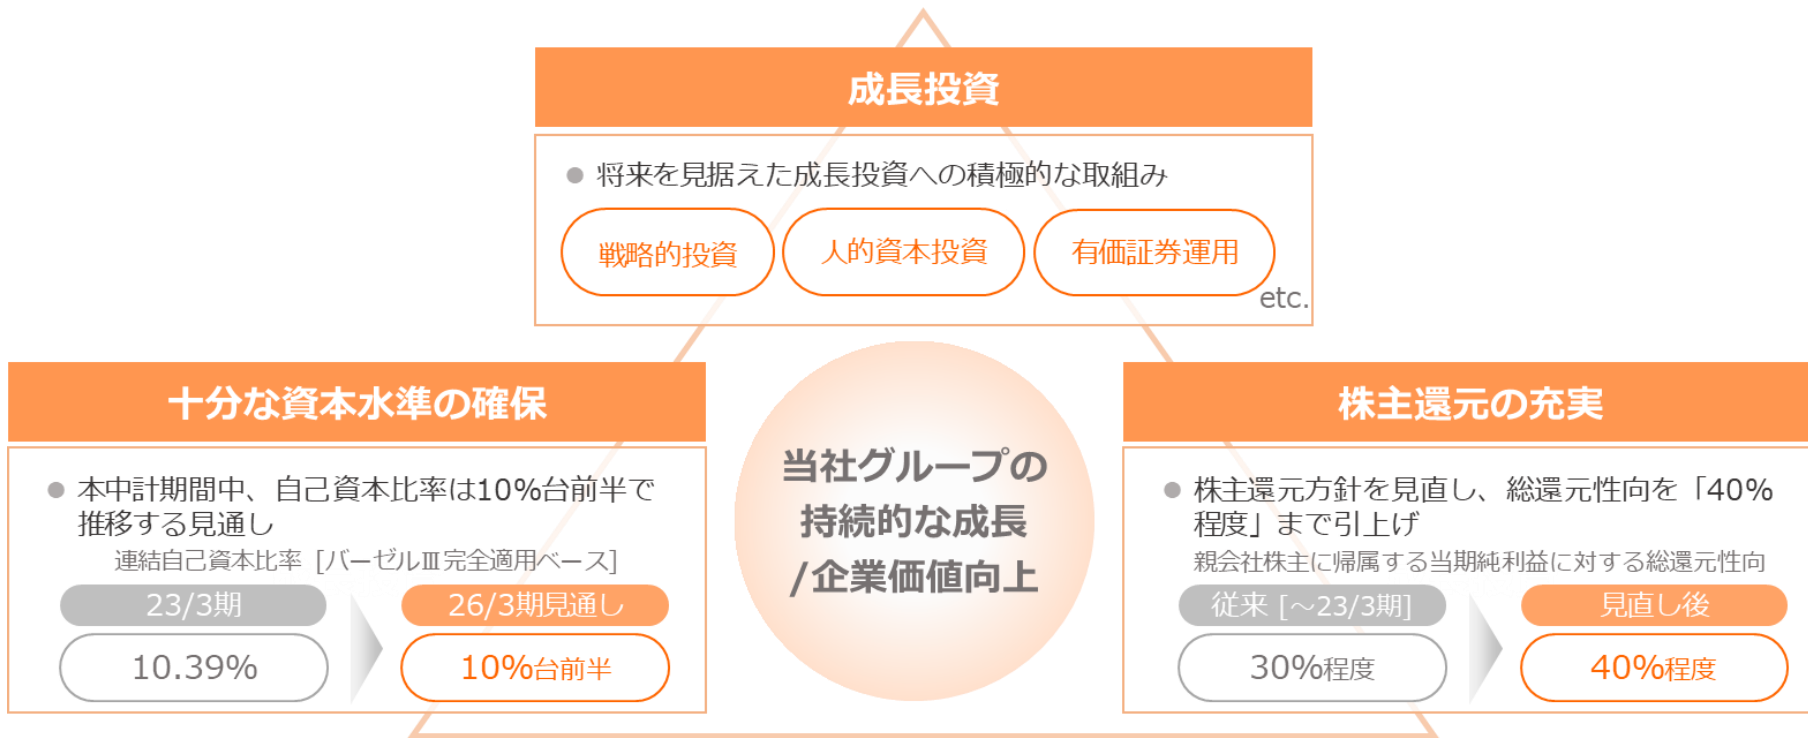 成長投資
● 将来を見据えた成長投資への積極的な取組み
戦略的投資
人的資本投資
有価証券運用
etc.
十分な資本水準の確保
● 本中計期間中、自己資本比率は10%台前半で
推移する見通し
連結自己資本比率 [バーゼルⅢ完全適用ベース]
23/3期
26/3期見通し
10.39%
10%台前半
当社グループの
持続的な成長
/企業価値向上
株主還元の充実
● 株主還元方針を見直し、総還元性向を「40%
程度」まで引上げ
親会社株主に帰属する当期純利益に対する総還元性向
従来 [～23/3期]
見直し後
30%程度
40%程度